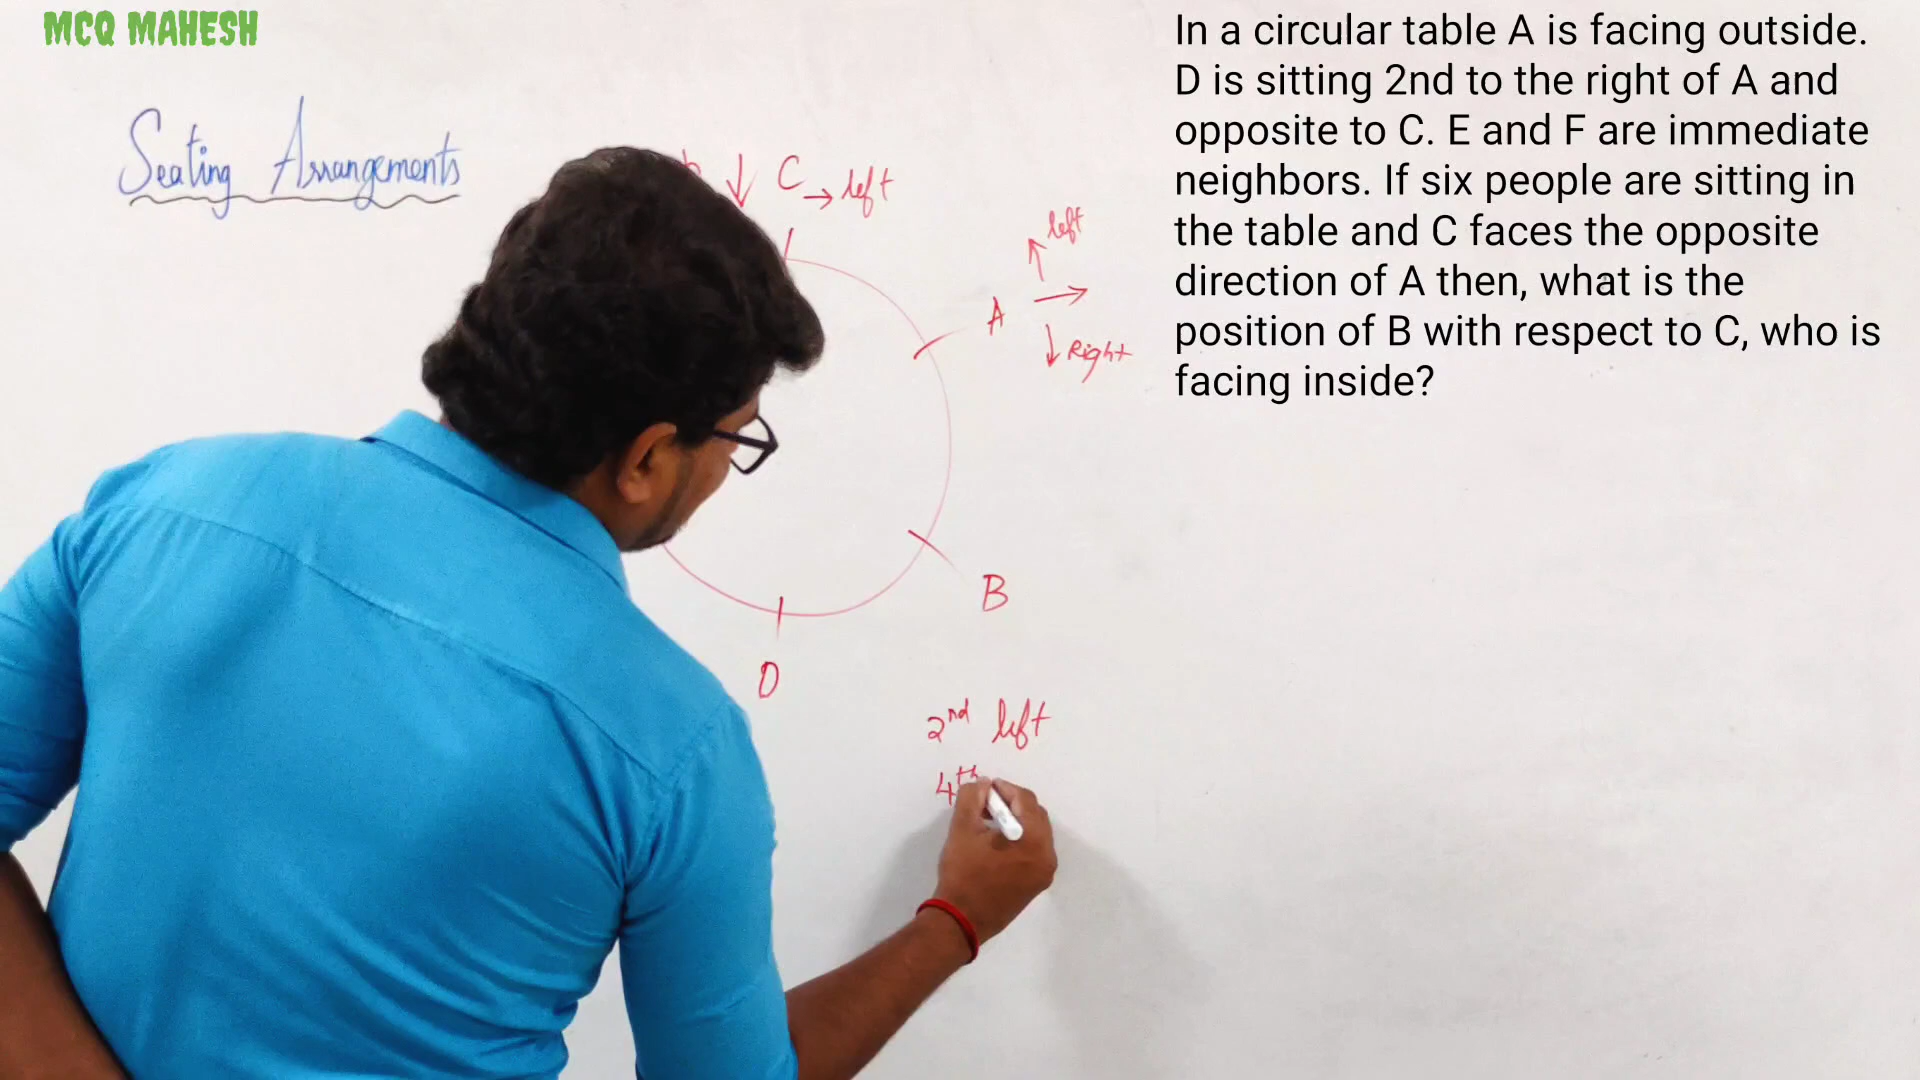 MCQ MAHESH
In a circular table A is facing outside.
D is sitting 2nd to the right of A and
opposite to C. E and F are immediate
neighbors. If six people are sitting in
the table and C faces the opposite
direction of A then, what is the
position of B with respect to C, who is
facing inside?
Seating Arrangements
C
→ left
left
A
Right
B
D
2nd left
4th